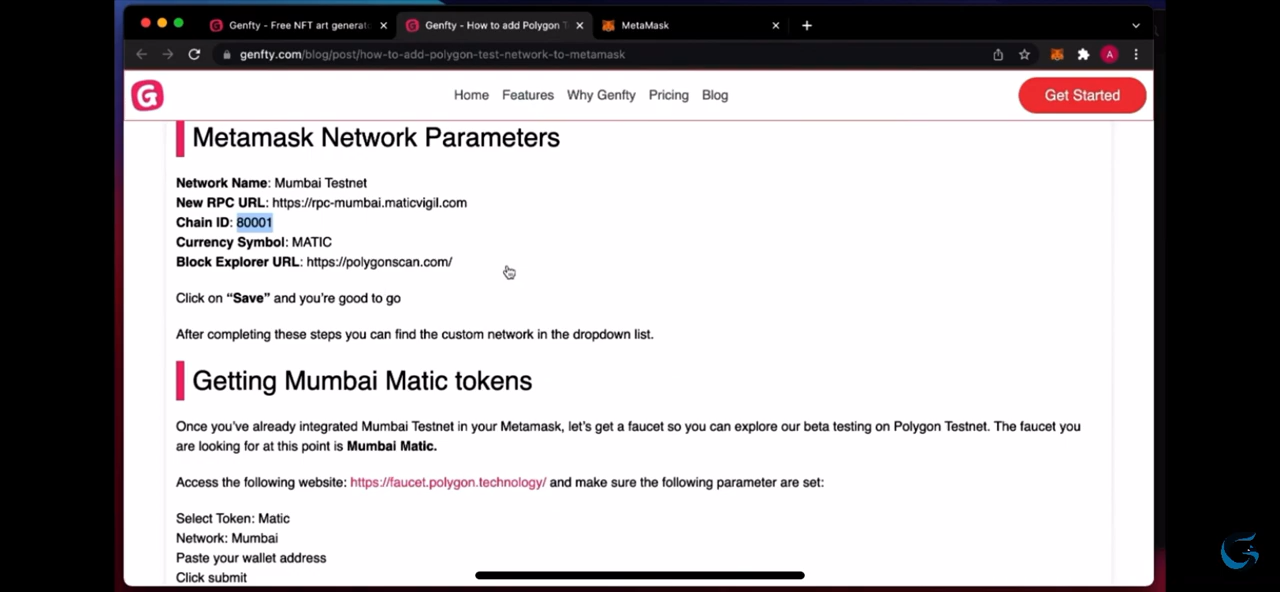 Genfty - Free NFT art generato
Genfty - How to add Polygon T
MetaMask
genfty.com/blog/post/how-to-add-polygon-test-network-to-metamask
A
G
Home Features Why Genfty Pricing Blog
Get Started
Metamask Network Parameters
Network Name: Mumbai Testnet
New RPC URL: https://rpc-mumbai.maticvigil.com
Chain ID: 80001
Currency Symbol: MATIC
Block Explorer URL: https://polygonscan.com/
Click on “Save” and you’re good to go
After completing these steps you can find the custom network in the dropdown list.
Getting Mumbai Matic tokens
Once you’ve already integrated Mumbai Testnet in your Metamask, let’s get a faucet so you can explore our beta testing on Polygon Testnet. The faucet you
are looking for at this point is Mumbai Matic.
Access the following website: https://faucet.polygon.technology/ and make sure the following parameter are set:
Select Token: Matic
Network: Mumbai
Paste your wallet address
Click submit